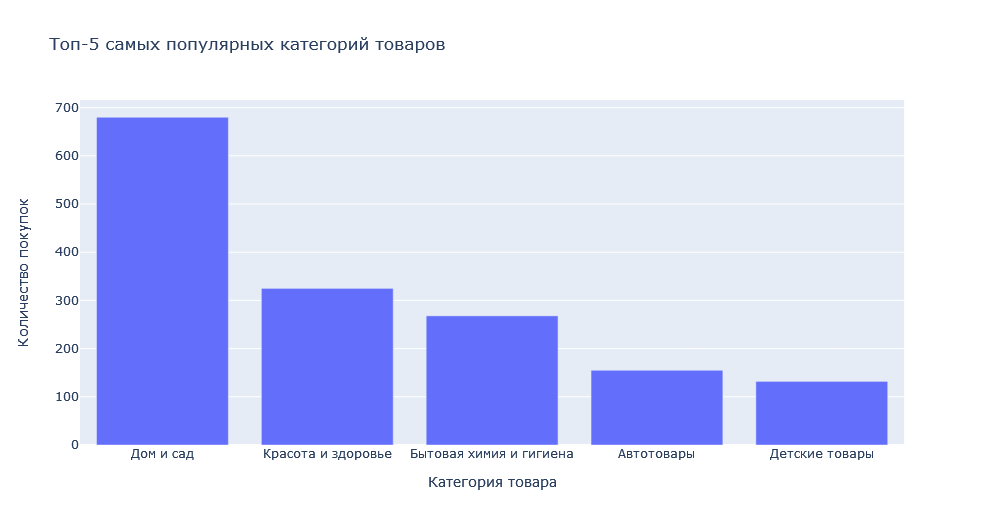 Топ-5 самых популярных категорий товаров
700
600
500
400
300
200
100
0
Количество покупок
Дом и сад
Красота и здоровье
Бытовая химия и гигиена
Автотовары
Детские товары
Категория товара